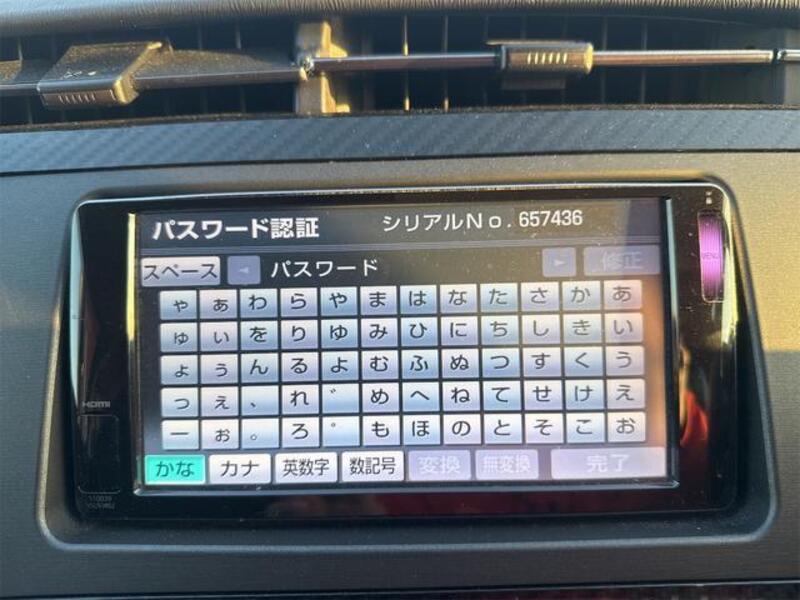 パスワード認証 シリアルNo. 657436
スペース ◄ パスワード ► 修正
ゃ ぁ わ ら や ま は な た さ か あ
ゅ ぃ を り ゆ み ひ に ち し き い
ょ ぅ ん る よ む ふ ぬ つ す く う
っ ぇ 、 れ ゛ め へ ね て せ け え
ー ぉ 。 ろ ゜ も ほ の と そ こ お
かな カナ 英数字 数記号 変換 無変換 完了
MENU
HDMI